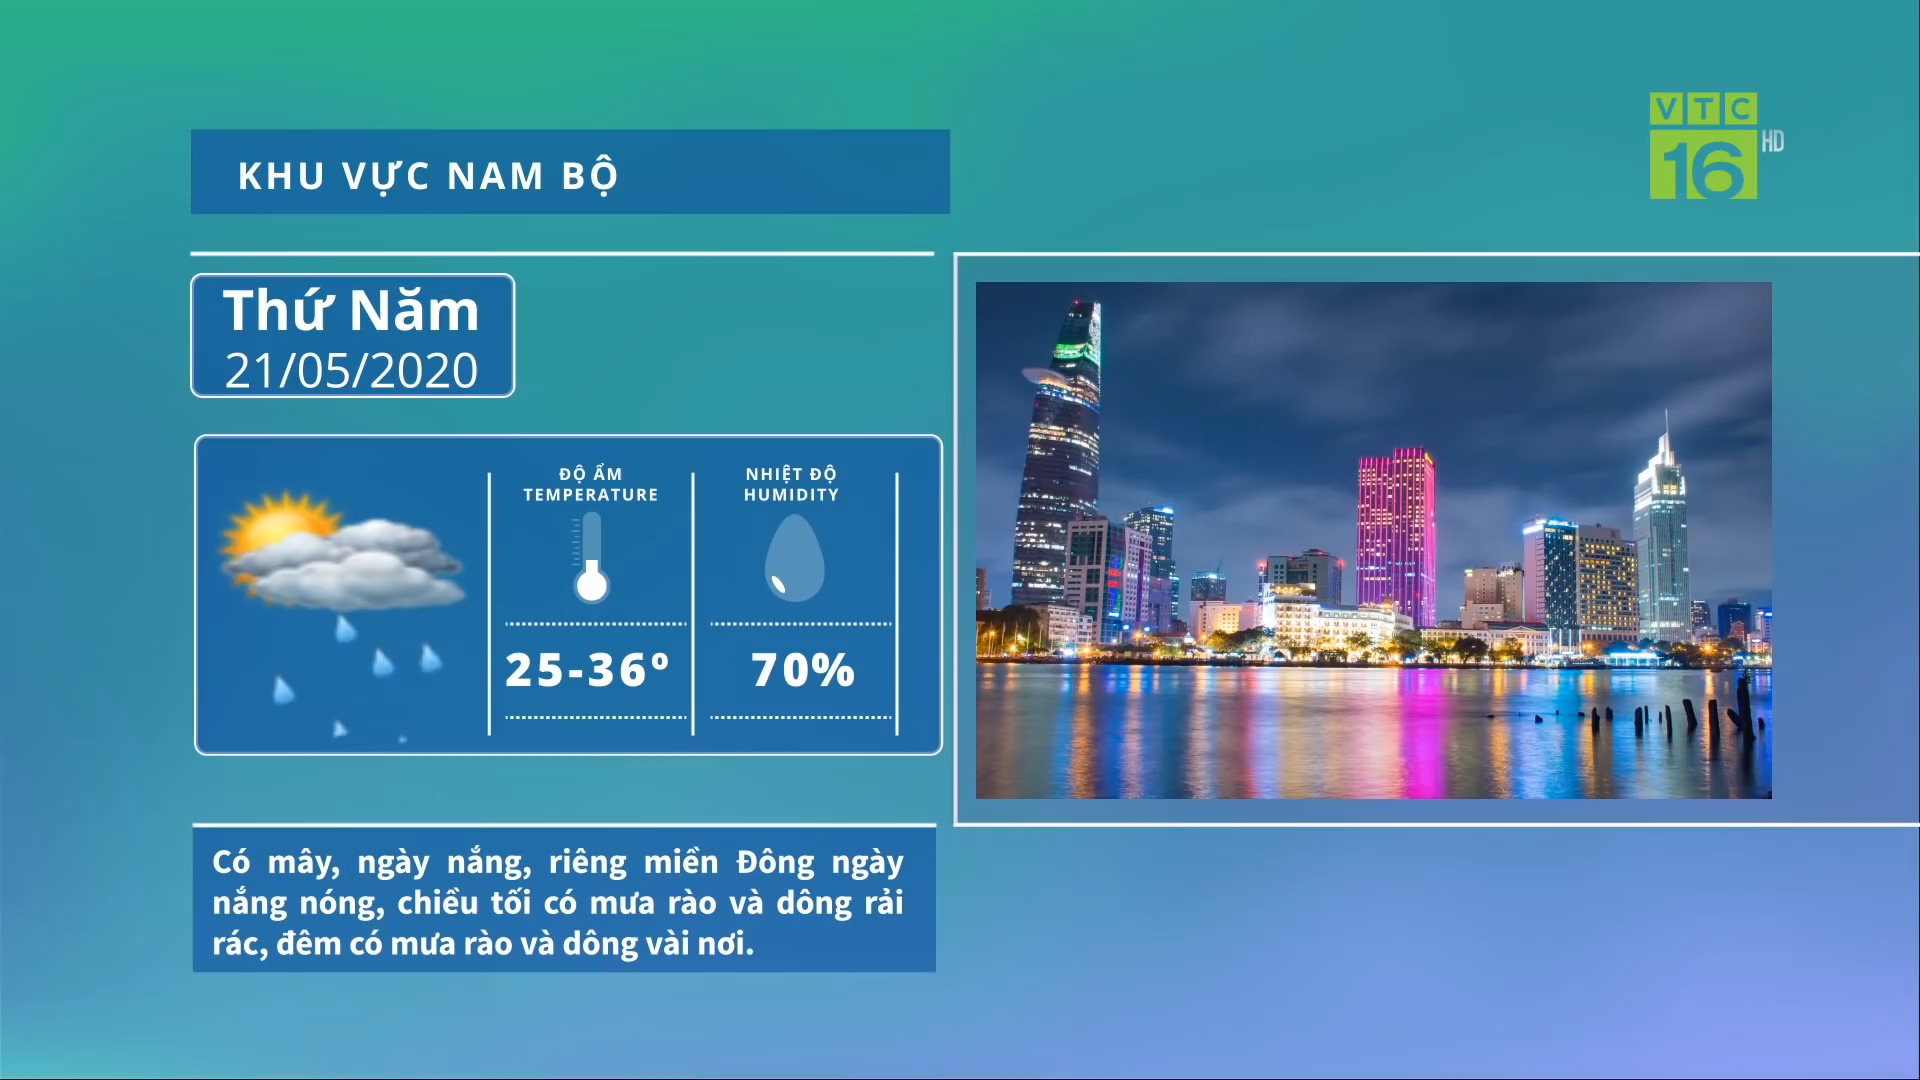 VTC
16 HD
KHU VỰC NAM BỘ
Thứ Năm
21/05/2020
ĐỘ ẨM
TEMPERATURE
25-36º
NHIỆT ĐỘ
HUMIDITY
70%
Có mây, ngày nắng, riêng miền Đông ngày
nắng nóng, chiều tối có mưa rào và dông rải
rác, đêm có mưa rào và dông vài nơi.